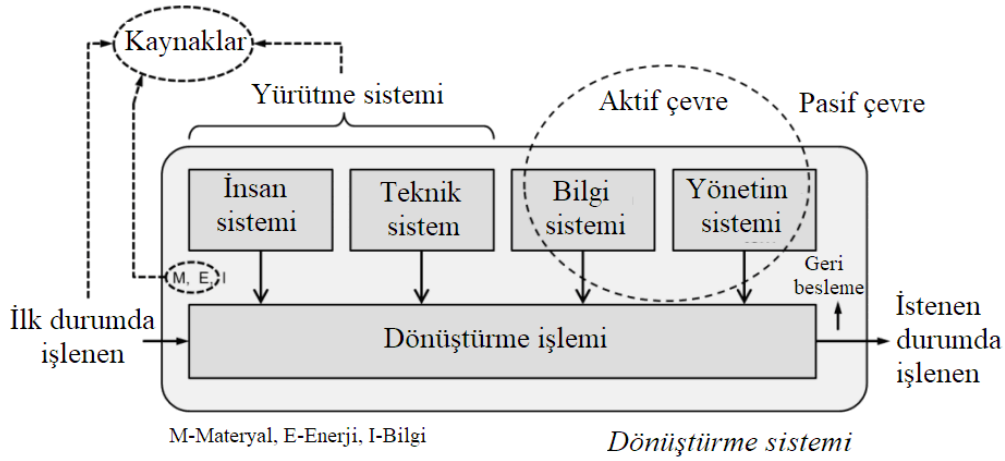 Kaynaklar
Yürütme sistemi
Aktif çevre
Pasif çevre
İnsan
sistemi
Teknik
sistem
Bilgi
sistemi
Yönetim
sistemi
M, E, I
Geri
besleme
İlk durumda
işlenen
Dönüştürme işlemi
İstenen
durumda
işlenen
M-Materyal, E-Enerji, I-Bilgi
Dönüştürme sistemi